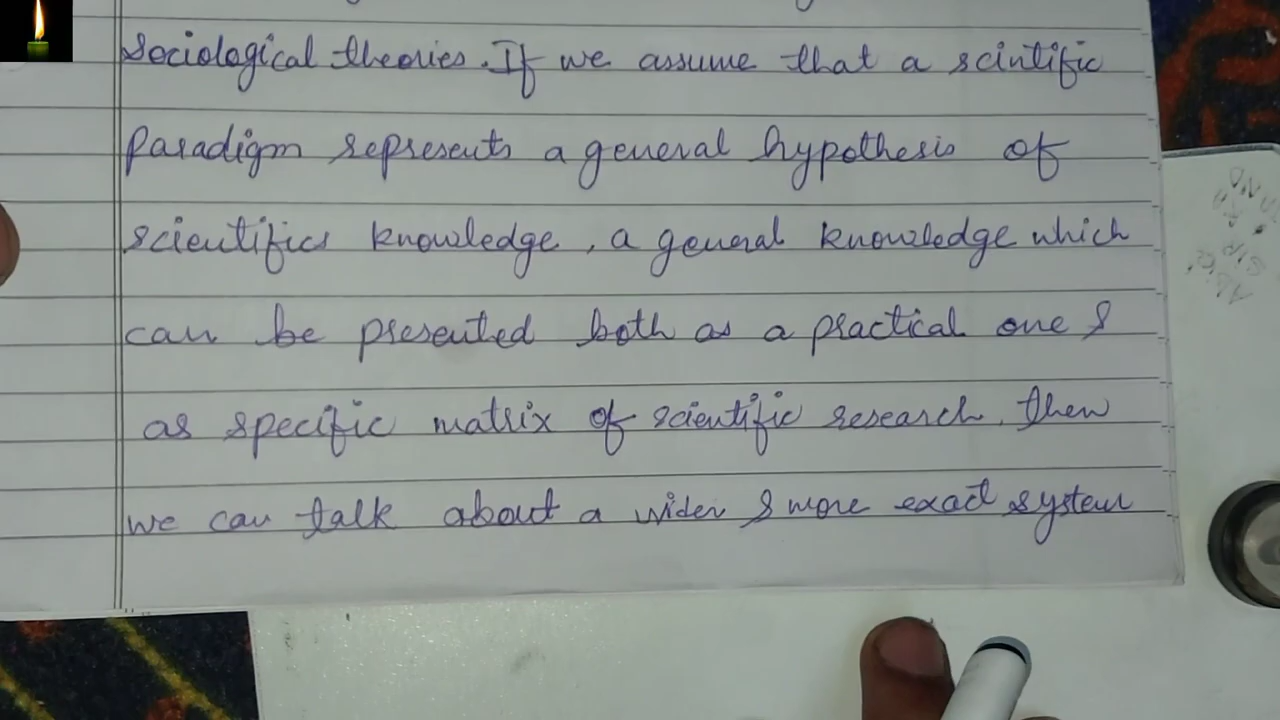 sociological theories. If we assume that a scintific
Paradigm represents a general hypothesis of
scientifics knowledge, a general knowledge which
can be presented both as a practical one &
as specific matrix of scientific research, then
we can talk about a wider & more exact system